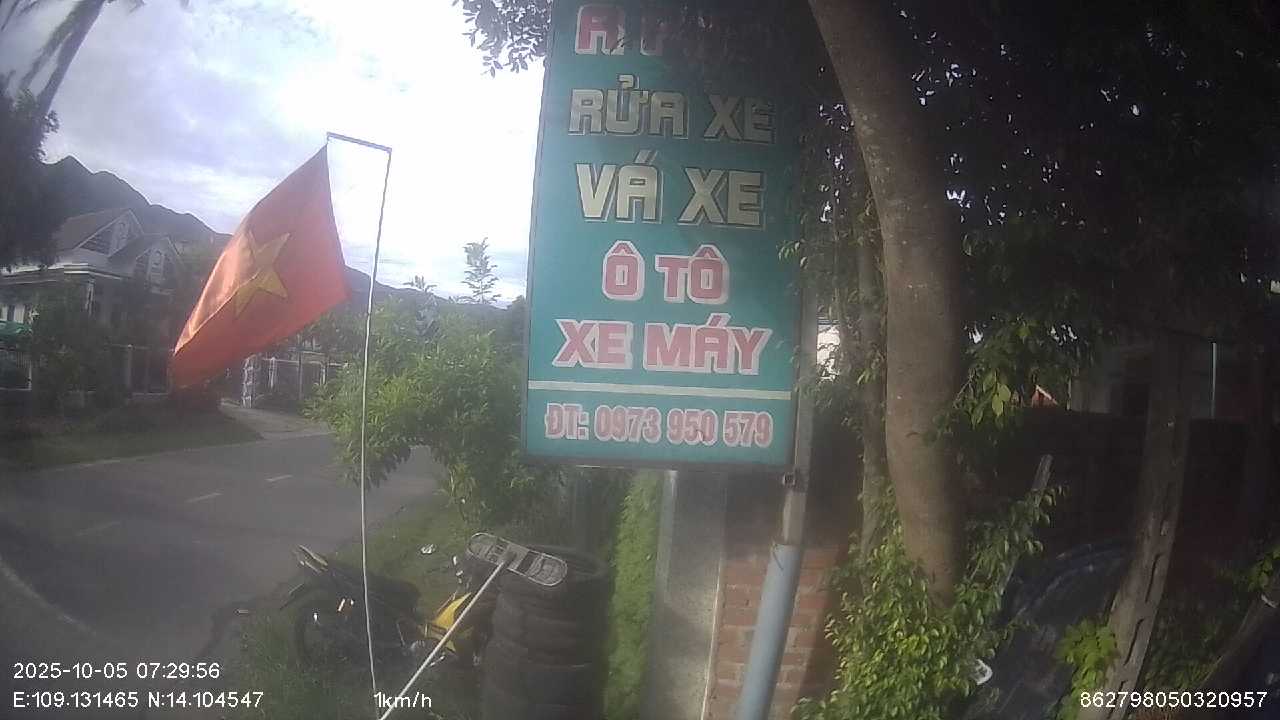 RỬA XE
VÁ XE
Ô TÔ
XE MÁY
ĐT: 0973 950 579
2025-10-05 07:29:56
E:109.131465 N:14.104547
1km/h
862798050320957